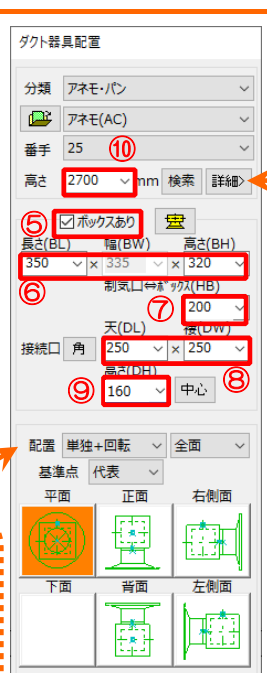 ダクト器具配置
分類 アネモ・パン
アネモ(AC)
番手 25 ⑩
高さ 2700 mm 検索 詳細>
⑤ ボックスあり
長さ(BL) 幅(BW) 高さ(BH)
350 × 335 × 320
⑥ 制気口⇔ﾎﾞｯｸｽ(HB)
⑦ 200
天(DL) 横(DW)
接続口 角 250 × 250
高さ(DH) ⑧
⑨ 160 中心
配置 単独+回転 全面
基準点 代表
平面 正面 右側面
下面 背面 左側面